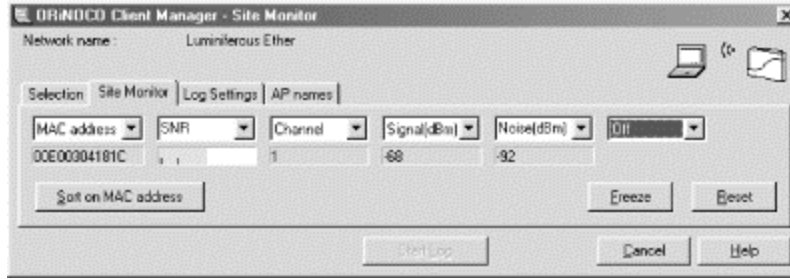 ORiNOCO Client Manager - Site Monitor
Network name : Luminiferous Ether
Selection Site Monitor Log Settings AP names
MAC address SNR Channel Signal(dBm) Noise(dBm) Off
00E00304181C 1 -68 -92
Sort on MAC address Freeze Reset
Start Log Cancel Help